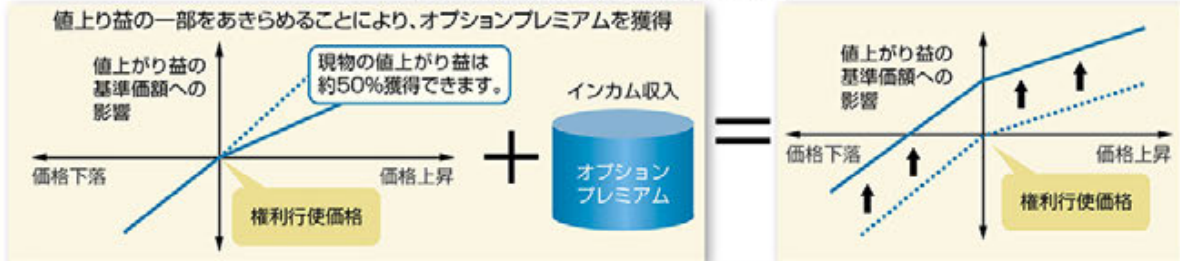 値上り益の一部をあきらめることにより、オプションプレミアムを獲得
値上がり益の
基準価額への
影響
現物の値上がり益は
約50%獲得できます。
価格下落
価格上昇
権利行使価格
+
インカム収入
オプション
プレミアム
=
値上がり益の
基準価額への
影響
価格下落
価格上昇
権利行使価格